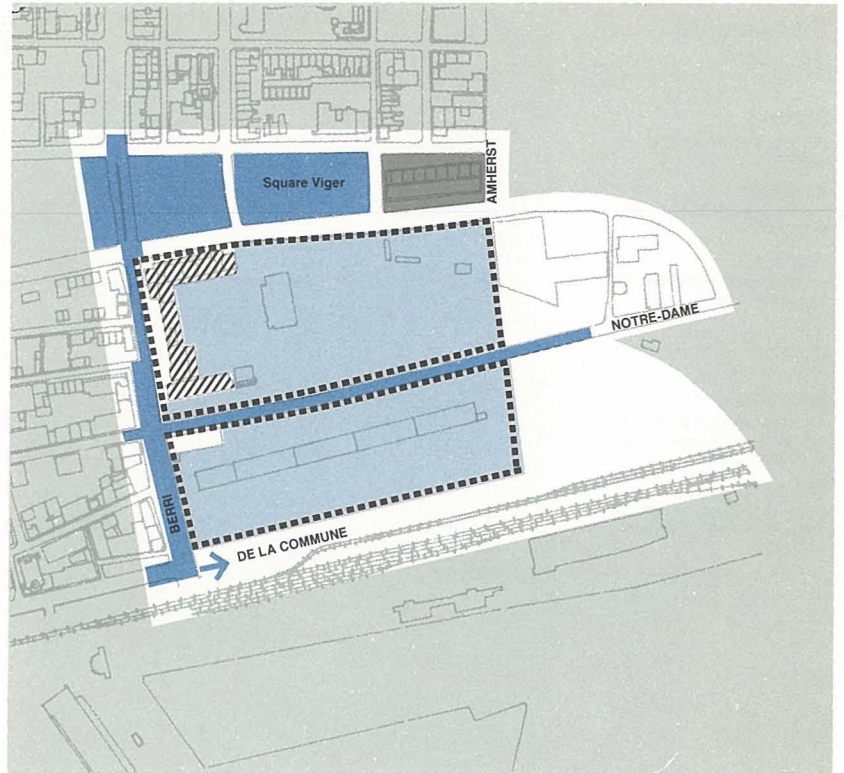 Square Viger
AMHERST
NOTRE-DAME
BERRI
DE LA COMMUNE